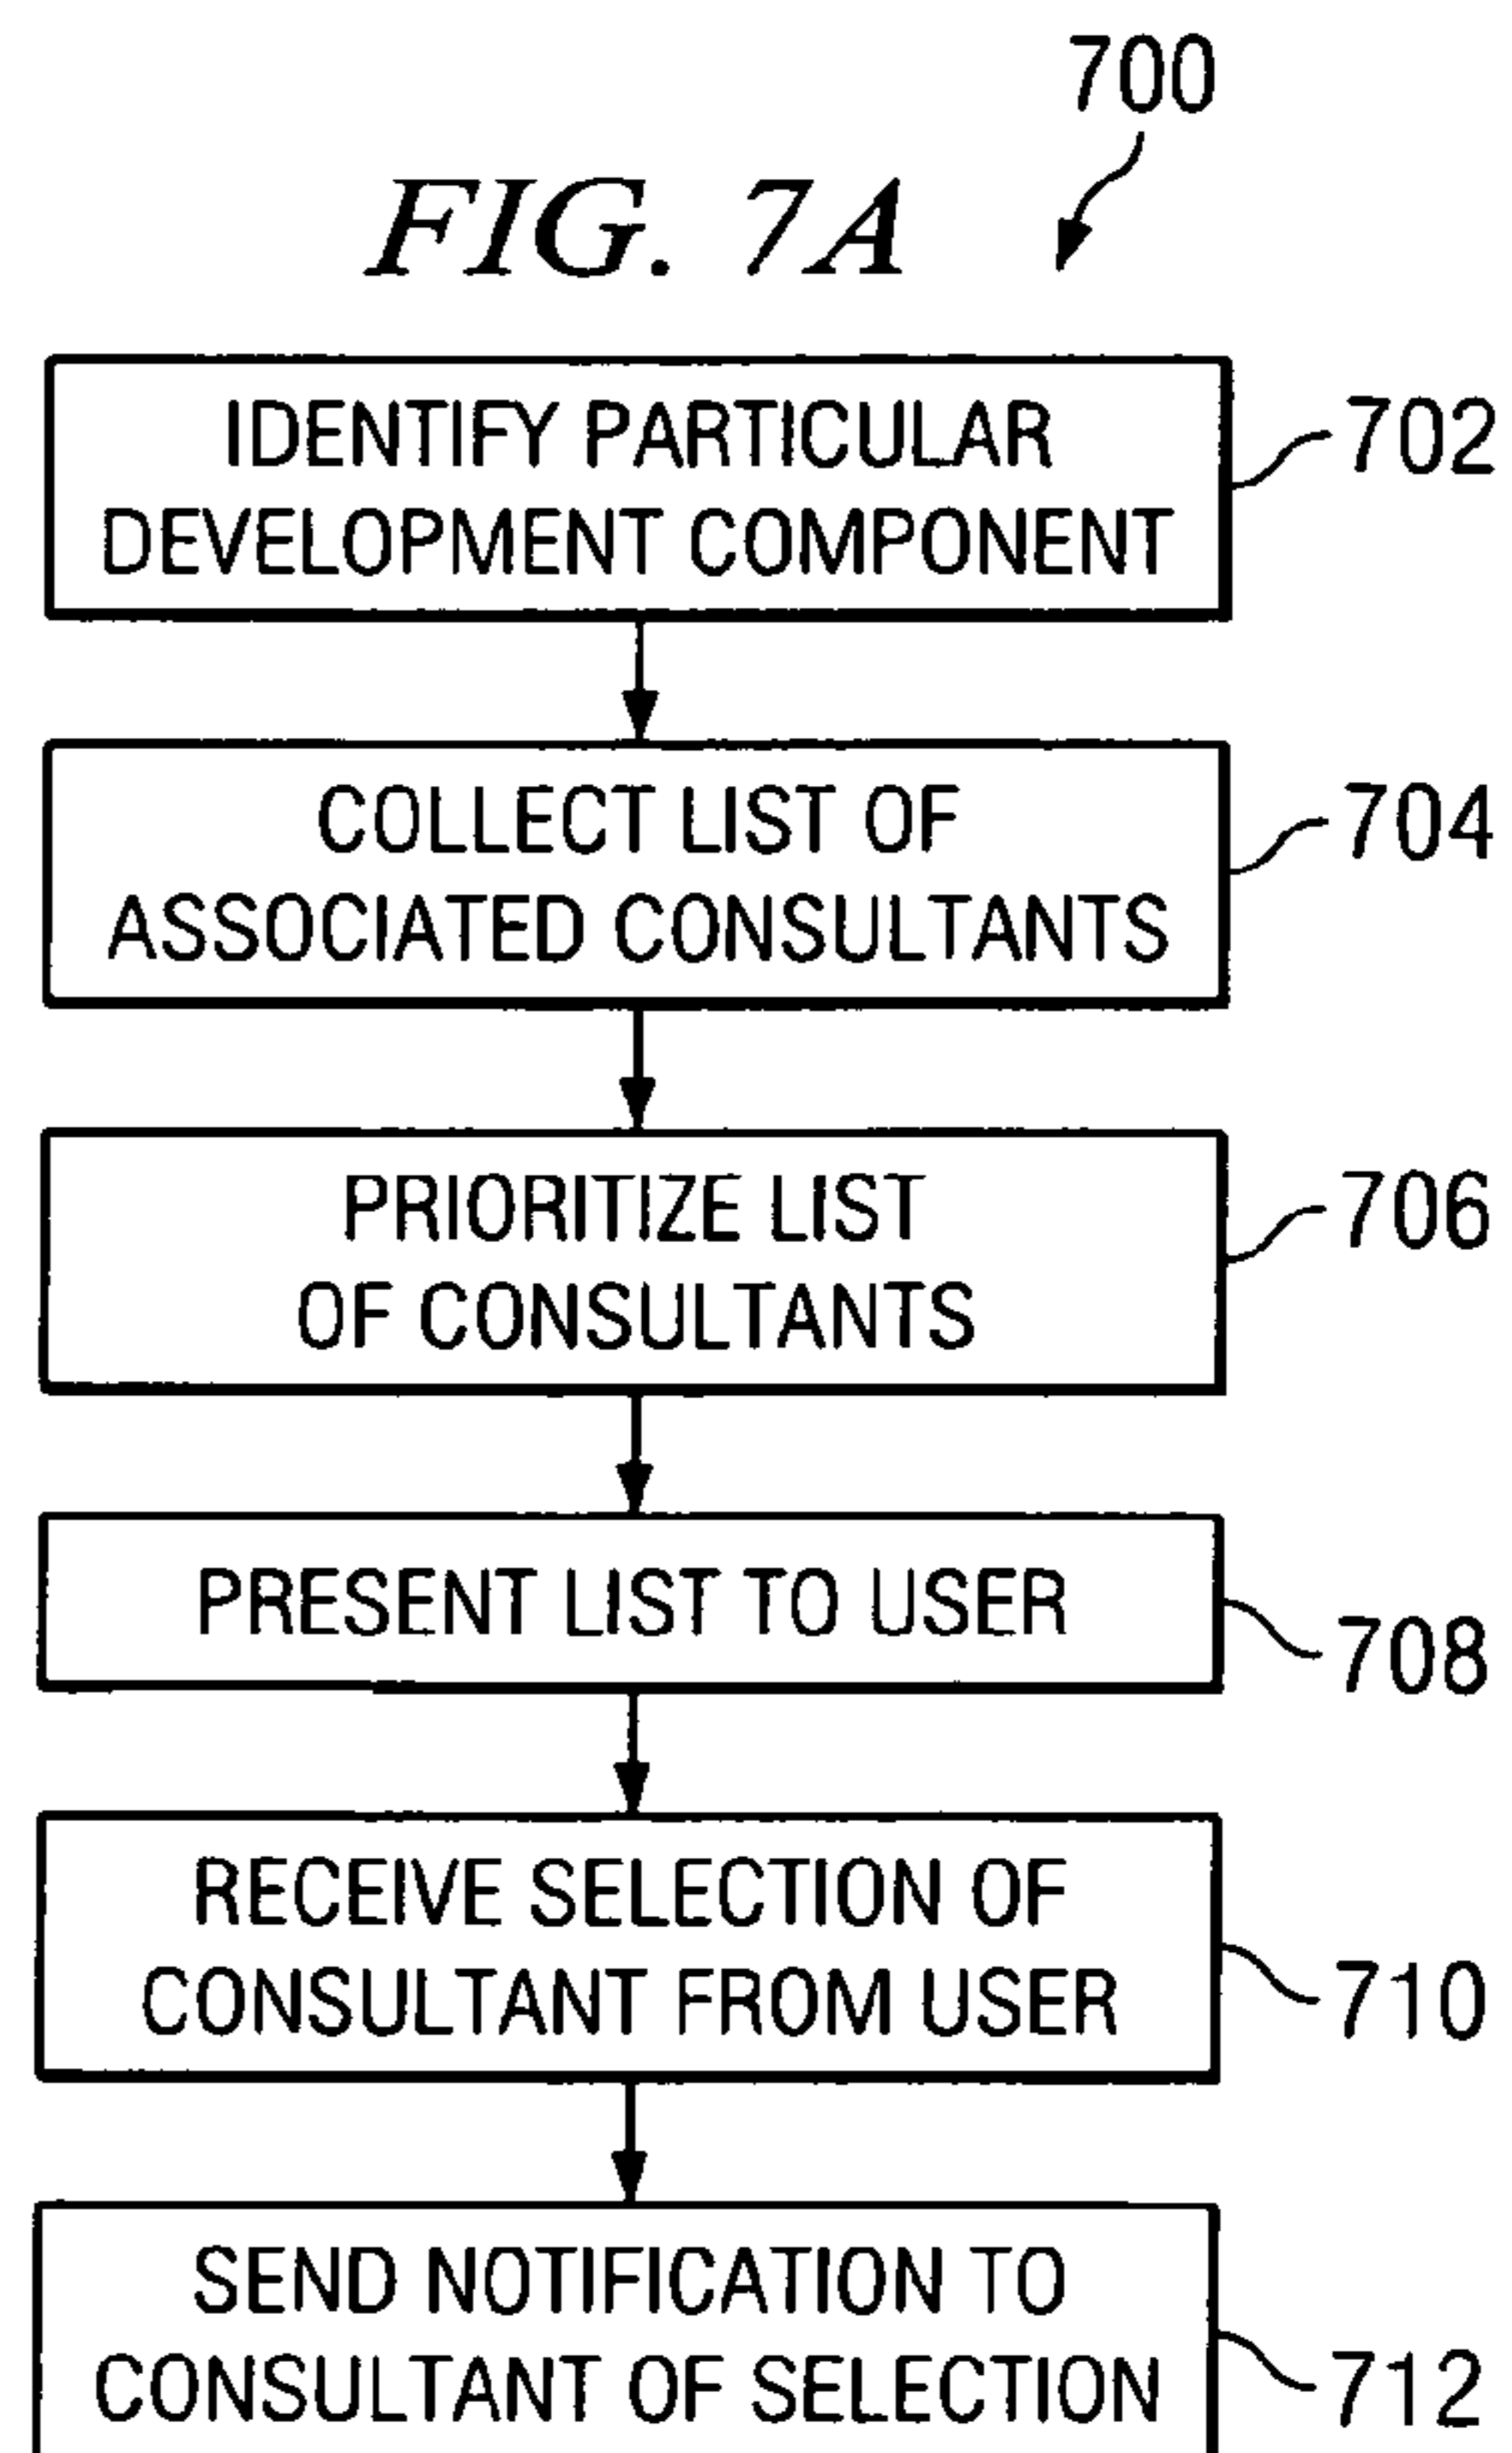 700
FIG. 7A
IDENTIFY PARTICULAR
DEVELOPMENT COMPONENT
702
COLLECT LIST OF
ASSOCIATED CONSULTANTS
704
PRIORITIZE LIST
OF CONSULTANTS
706
PRESENT LIST TO USER
708
RECEIVE SELECTION OF
CONSULTANT FROM USER
710
SEND NOTIFICATION TO
CONSULTANT OF SELECTION
712